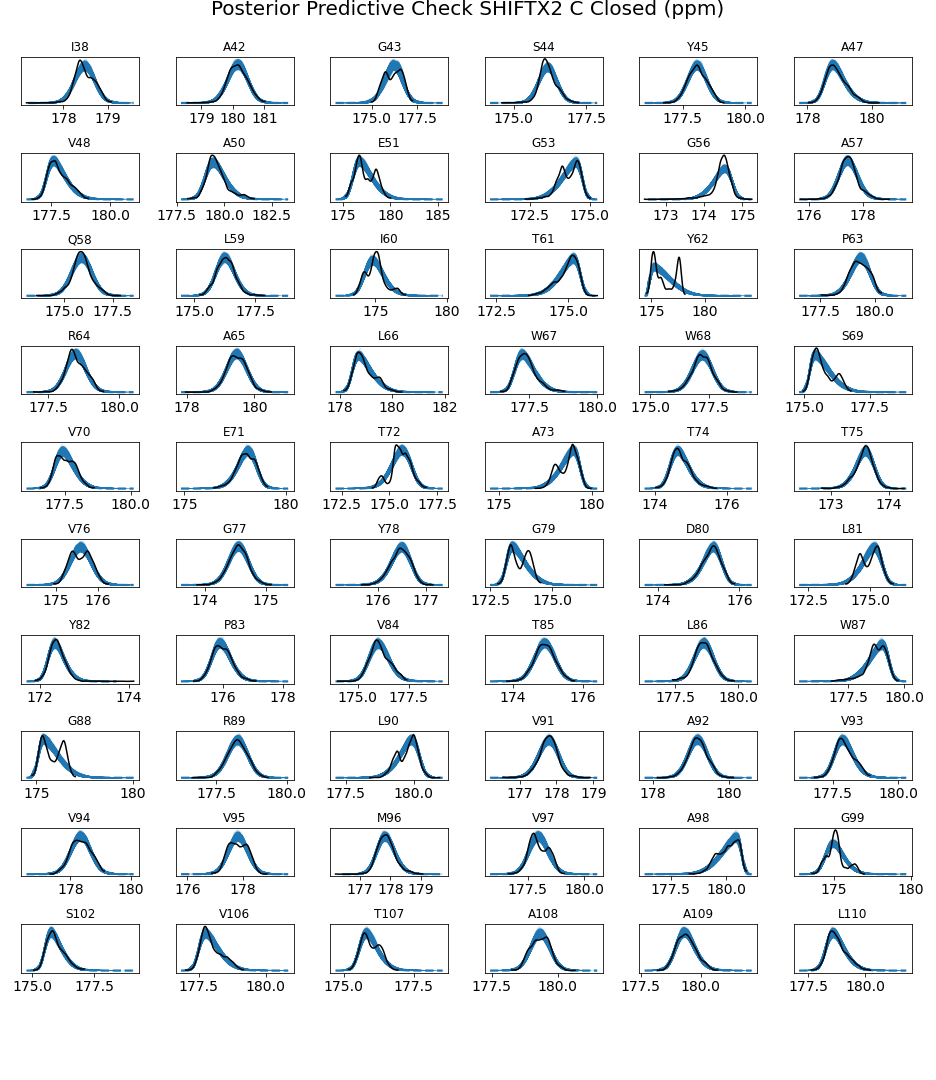 Posterior Predictive Check SHIFTX2 C Closed (ppm)
I38 A42 G43 S44 Y45 A47
178 179 179 180 181 175.0 177.5 175.0 177.5 177.5 180.0 178 180
V48 A50 E51 G53 G56 A57
177.5 180.0 177.5 180.0 182.5 175 180 185 172.5 175.0 173 174 175 176 178
Q58 L59 I60 T61 Y62 P63
175.0 177.5 175.0 177.5 175 180 172.5 175.0 175 180 177.5 180.0
R64 A65 L66 W67 W68 S69
177.5 180.0 178 180 178 180 182 177.5 180.0 175.0 177.5 175.0 177.5
V70 E71 T72 A73 T74 T75
177.5 180.0 175 180 172.5 175.0 177.5 175 180 174 176 173 174
V76 G77 Y78 G79 D80 L81
175 176 174 175 176 177 172.5 175.0 174 176 172.5 175.0
Y82 P83 V84 T85 L86 W87
172 174 176 178 175.0 177.5 174 176 177.5 180.0 177.5 180.0
G88 R89 L90 V91 A92 V93
175 180 177.5 180.0 177.5 180.0 177 178 179 178 180 177.5 180.0
V94 V95 M96 V97 A98 G99
178 180 176 178 177 178 179 177.5 180.0 177.5 180.0 175 180
S102 V106 T107 A108 A109 L110
175.0 177.5 177.5 180.0 175.0 177.5 177.5 180.0 177.5 180.0 177.5 180.0